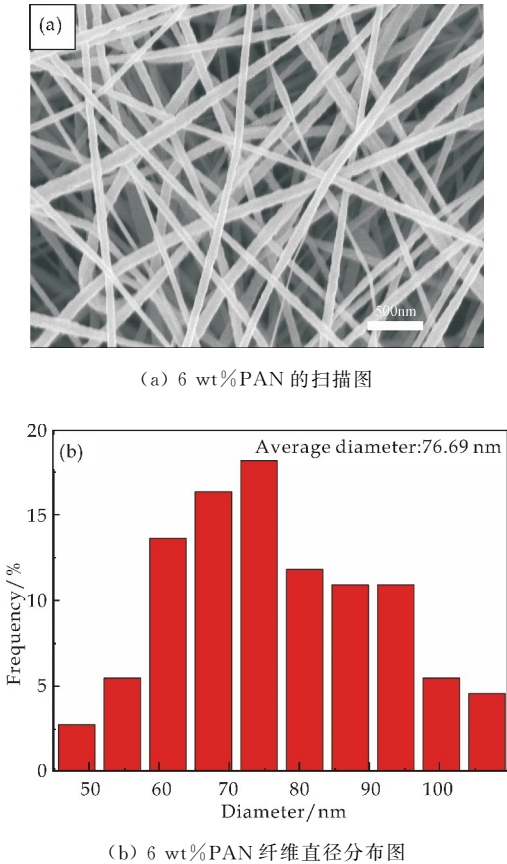 (a)
500nm
(a) 6 wt%PAN 的扫描图
20
(b)
Average diameter:76.69 nm
15
10
5
0
Frequency/%
50 60 70 80 90 100
Diameter/nm
(b) 6 wt%PAN 纤维直径分布图